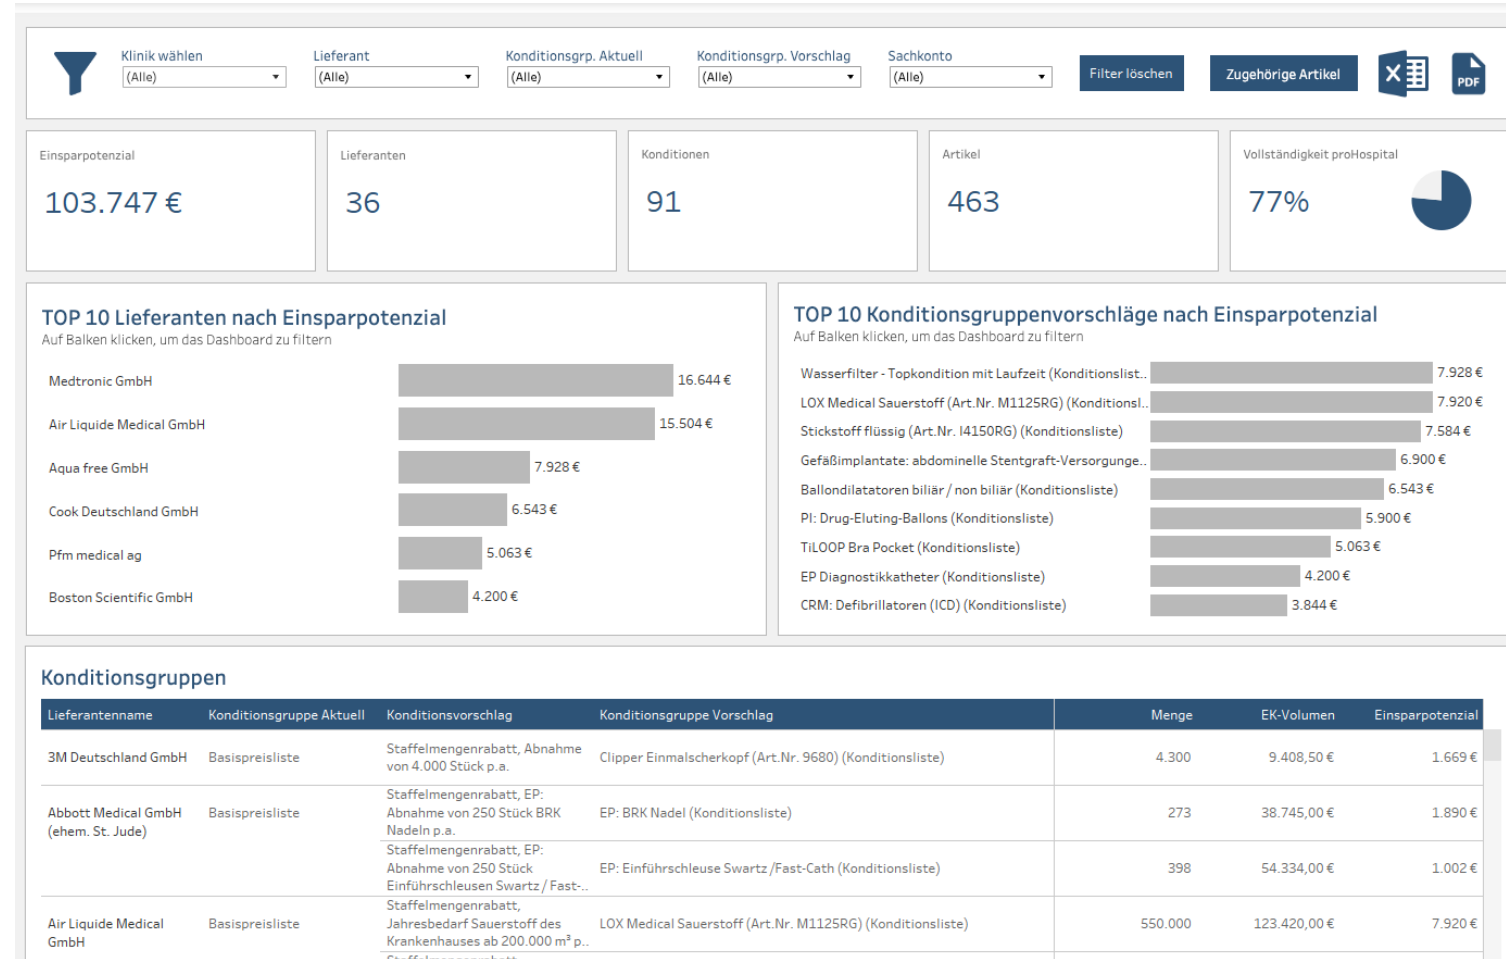 Klinik wählen
Lieferant
Konditionsgrp. Aktuell
Konditionsgrp. Vorschlag
Sachkonto
(Alle)
(Alle)
(Alle)
(Alle)
(Alle)
Filter löschen
Zugehörige Artikel
X
PDF
Einsparpotenzial
103.747 €
Lieferanten
36
Konditionen
91
Artikel
463
Vollständigkeit proHospital
77%
TOP 10 Lieferanten nach Einsparpotenzial
Auf Balken klicken, um das Dashboard zu filtern
Medtronic GmbH 16.644 €
Air Liquide Medical GmbH 15.504 €
Aqua free GmbH 7.928 €
Cook Deutschland GmbH 6.543 €
Pfm medical ag 5.063 €
Boston Scientific GmbH 4.200 €
TOP 10 Konditionsgruppenvorschläge nach Einsparpotenzial
Auf Balken klicken, um das Dashboard zu filtern
Wasserfilter - Topkondition mit Laufzeit (Konditionslist.. 7.928 €
LOX Medical Sauerstoff (Art.Nr. M1125RG) (Konditionsl.. 7.920 €
Stickstoff flüssig (Art.Nr. I4150RG) (Konditionsliste) 7.584 €
Gefäßimplantate: abdominelle Stentgraft-Versorgunge.. 6.900 €
Ballondilatatoren biliär / non biliär (Konditionsliste) 6.543 €
PI: Drug-Eluting-Ballons (Konditionsliste) 5.900 €
TiLOOP Bra Pocket (Konditionsliste) 5.063 €
EP Diagnostikkatheter (Konditionsliste) 4.200 €
CRM: Defibrillatoren (ICD) (Konditionsliste) 3.844 €
Konditionsgruppen
Lieferantenname Konditionsgruppe Aktuell Konditionsvorschlag Konditionsgruppe Vorschlag Menge EK-Volumen Einsparpotenzial
3M Deutschland GmbH Basispreisliste
Staffelmengenrabatt, Abnahme
von 4.000 Stück p.a.
Clipper Einmalscherkopf (Art.Nr. 9680) (Konditionsliste) 4.300 9.408,50 € 1.669 €
Abbott Medical GmbH
(ehem. St. Jude)
Basispreisliste
Staffelmengenrabatt, EP:
Abnahme von 250 Stück BRK
Nadeln p.a.
EP: BRK Nadel (Konditionsliste) 273 38.745,00 € 1.890 €
Staffelmengenrabatt, EP:
Abnahme von 250 Stück
Einführschleusen Swartz / Fast-..
EP: Einführschleuse Swartz /Fast-Cath (Konditionsliste) 398 54.334,00 € 1.002 €
Air Liquide Medical
GmbH
Basispreisliste
Staffelmengenrabatt,
Jahresbedarf Sauerstoff des
Krankenhauses ab 200.000 m³ p..
LOX Medical Sauerstoff (Art.Nr. M1125RG) (Konditionsliste) 550.000 123.420,00 € 7.920 €